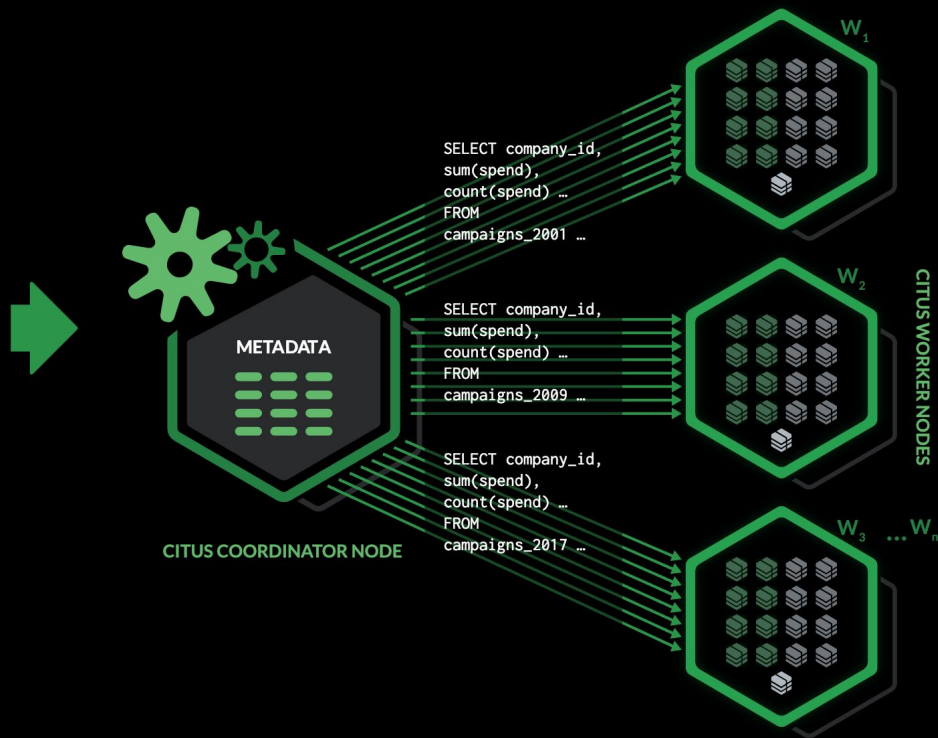 W1
SELECT company_id,
sum(spend),
count(spend) …
FROM
campaigns_2001 …
METADATA
W2
SELECT company_id,
sum(spend),
count(spend) …
FROM
campaigns_2009 …
CITUS WORKER NODES
SELECT company_id,
sum(spend),
count(spend) …
FROM
campaigns_2017 …
CITUS COORDINATOR NODE
W3 …Wn